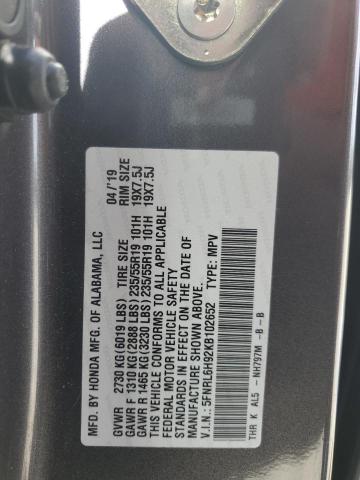 MFD. BY HONDA MFG. OF ALABAMA, LLC 04/'19
GVWR 2730 KG(6019 LBS) TIRE SIZE RIM SIZE
GAWR F 1310 KG(2888 LBS)235/55R19 101H 19X7.5J
GAWR R 1465 KG(3230 LBS)235/55R19 101H 19X7.5J
THIS VEHICLE CONFORMS TO ALL APPLICABLE
FEDERAL MOTOR VEHICLE SAFETY
STANDARDS IN EFFECT ON THE DATE OF
MANUFACTURE SHOWN ABOVE.
V.I.N.: 5FNRL6H92KB102652 TYPE: MPV
THR K AL5 -NH797M -B -B